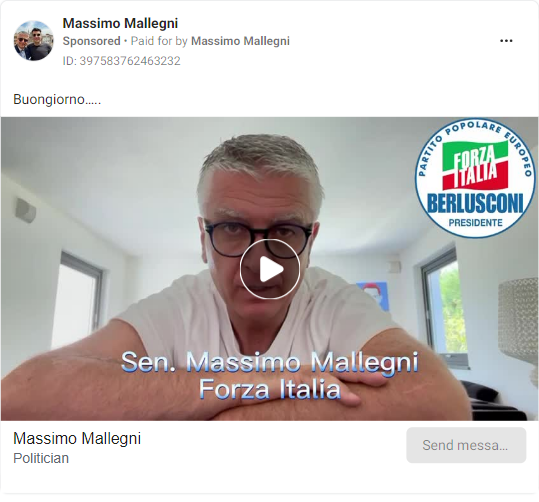 Massimo Mallegni
Sponsored • Paid for by Massimo Mallegni
ID: 397583762463232
Buongiorno.....
PARTITO POPOLARE EUROPEO
FORZA
ITALIA
BERLUSCONI
PRESIDENTE
Sen. Massimo Mallegni
Forza Italia
Massimo Mallegni
Politician
Send messa...